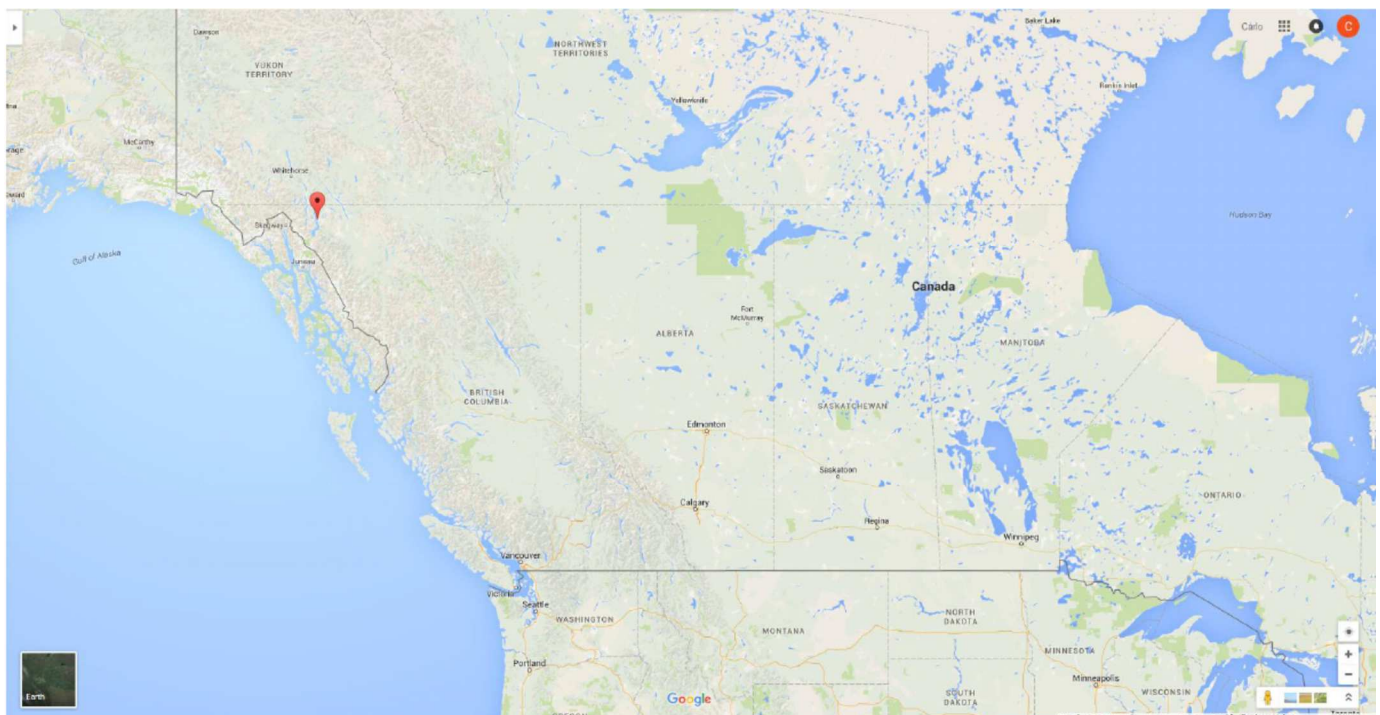 Baker Lake
Carlo
C
Dawson
NORTHWEST
TERRITORIES
YUKON
TERRITORY
Rankin Inlet
Yellowknife
McCarthy
Whitehorse
Skagway
Hudson Bay
Gulf of Alaska
Juneau
Canada
Fort
McMurray
ALBERTA
MANITOBA
BRITISH
COLUMBIA
SASKATCHEWAN
Edmonton
Saskatoon
ONTARIO
Calgary
Regina
Winnipeg
Vancouver
Victoria
Seattle
WASHINGTON
NORTH
DAKOTA
MONTANA
MINNESOTA
Portland
Minneapolis
WISCONSIN
Earth
Google
SOUTH
DAKOTA
Toronto